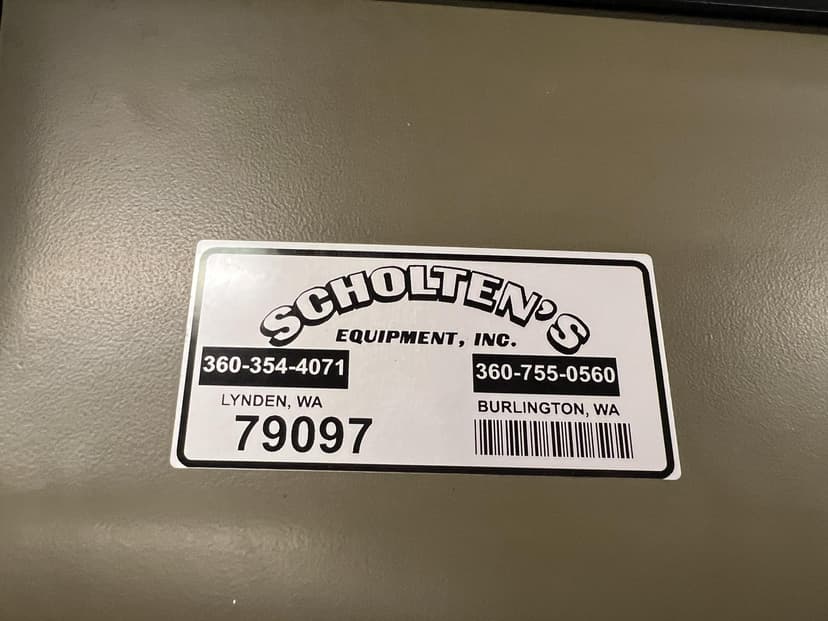 SCHOLTEN'S
EQUIPMENT, INC.
360-354-4071 360-755-0560
LYNDEN, WA BURLINGTON, WA
79097